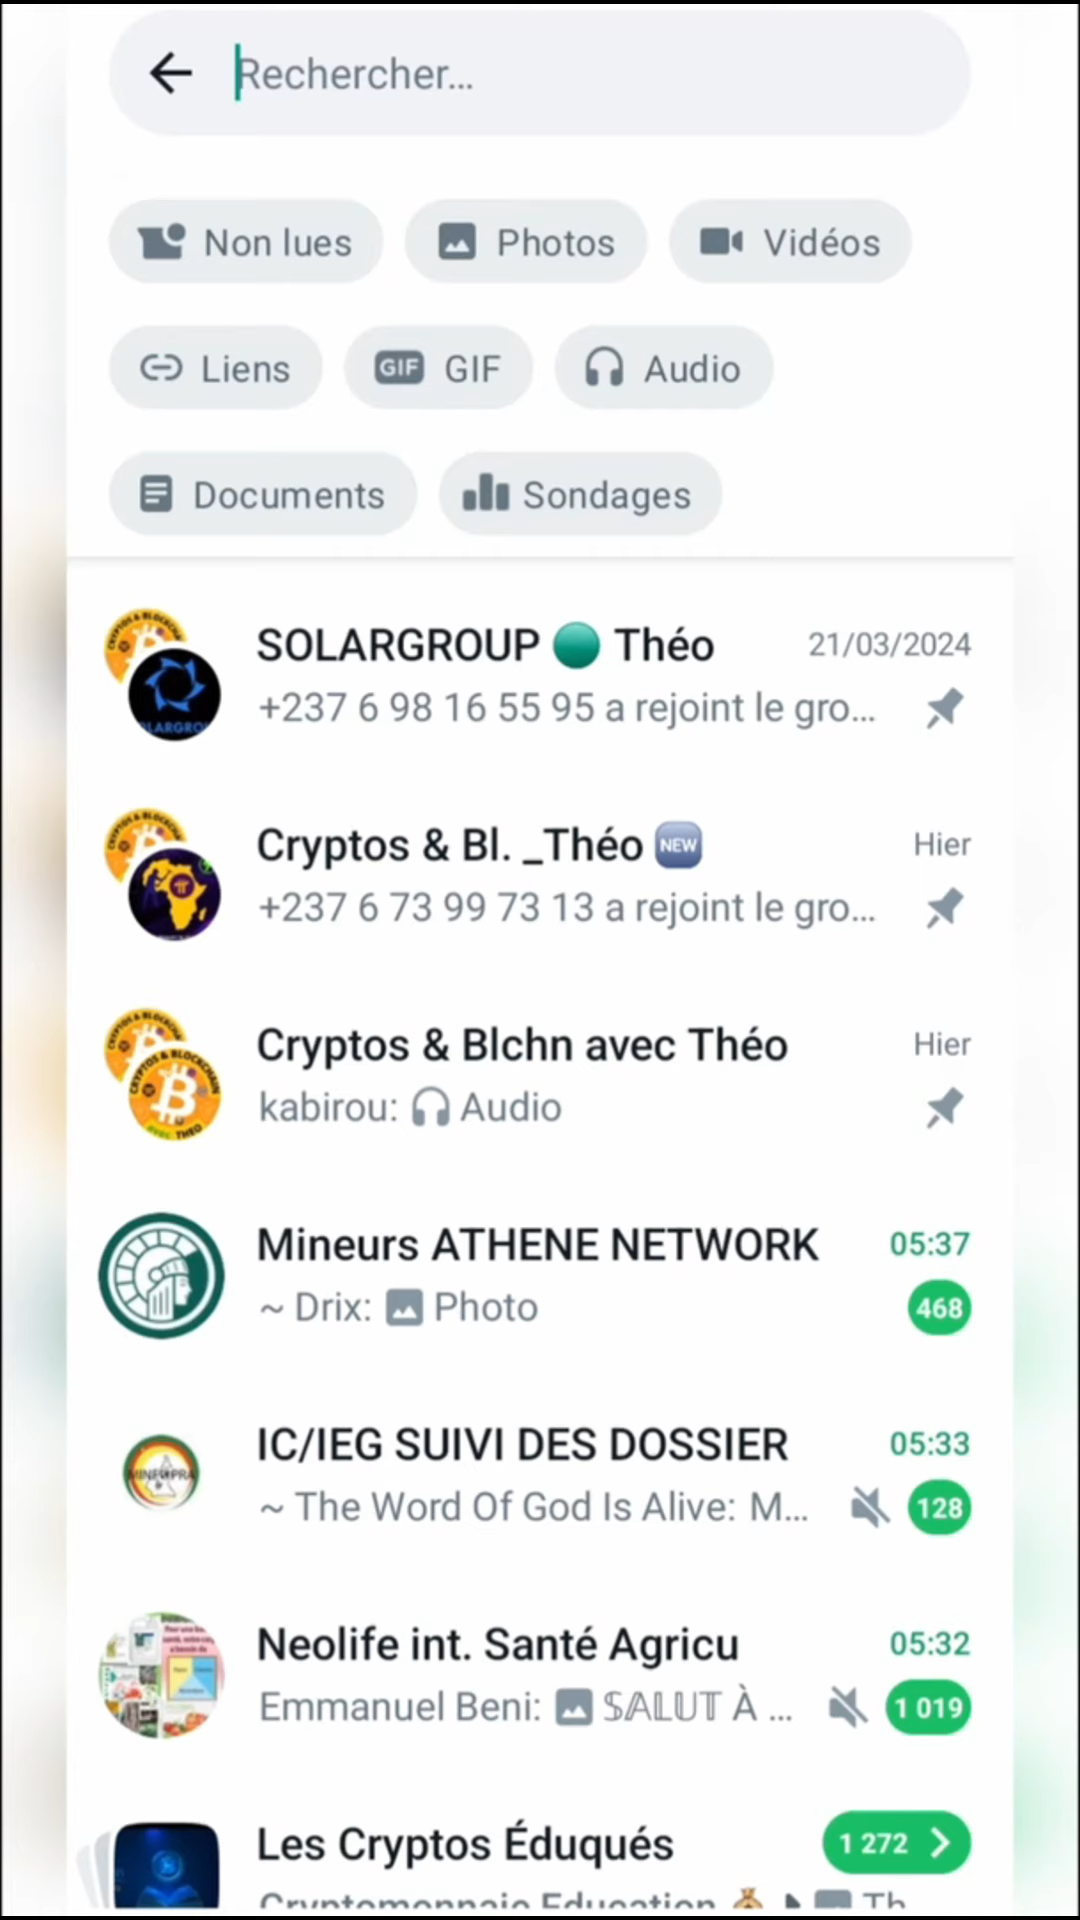 Rechercher...
Non lues
Photos
Vidéos
Liens
GIF GIF
Audio
Documents
Sondages
SOLARGROUP Théo 21/03/2024
+237 6 98 16 55 95 a rejoint le gro...
Cryptos & Bl. _Théo NEW Hier
+237 6 73 99 73 13 a rejoint le gro...
Cryptos & Blchn avec Théo Hier
kabirou: Audio
Mineurs ATHENE NETWORK 05:37
~ Drix: Photo 468
IC/IEG SUIVI DES DOSSIER 05:33
~ The Word Of God Is Alive: M... 128
Neolife int. Santé Agricu 05:32
Emmanuel Beni: 𝕊𝔸𝕃𝕌𝕋 À ... 1 019
Les Cryptos Éduqués 1 272
Cryptomonnaie Education Th